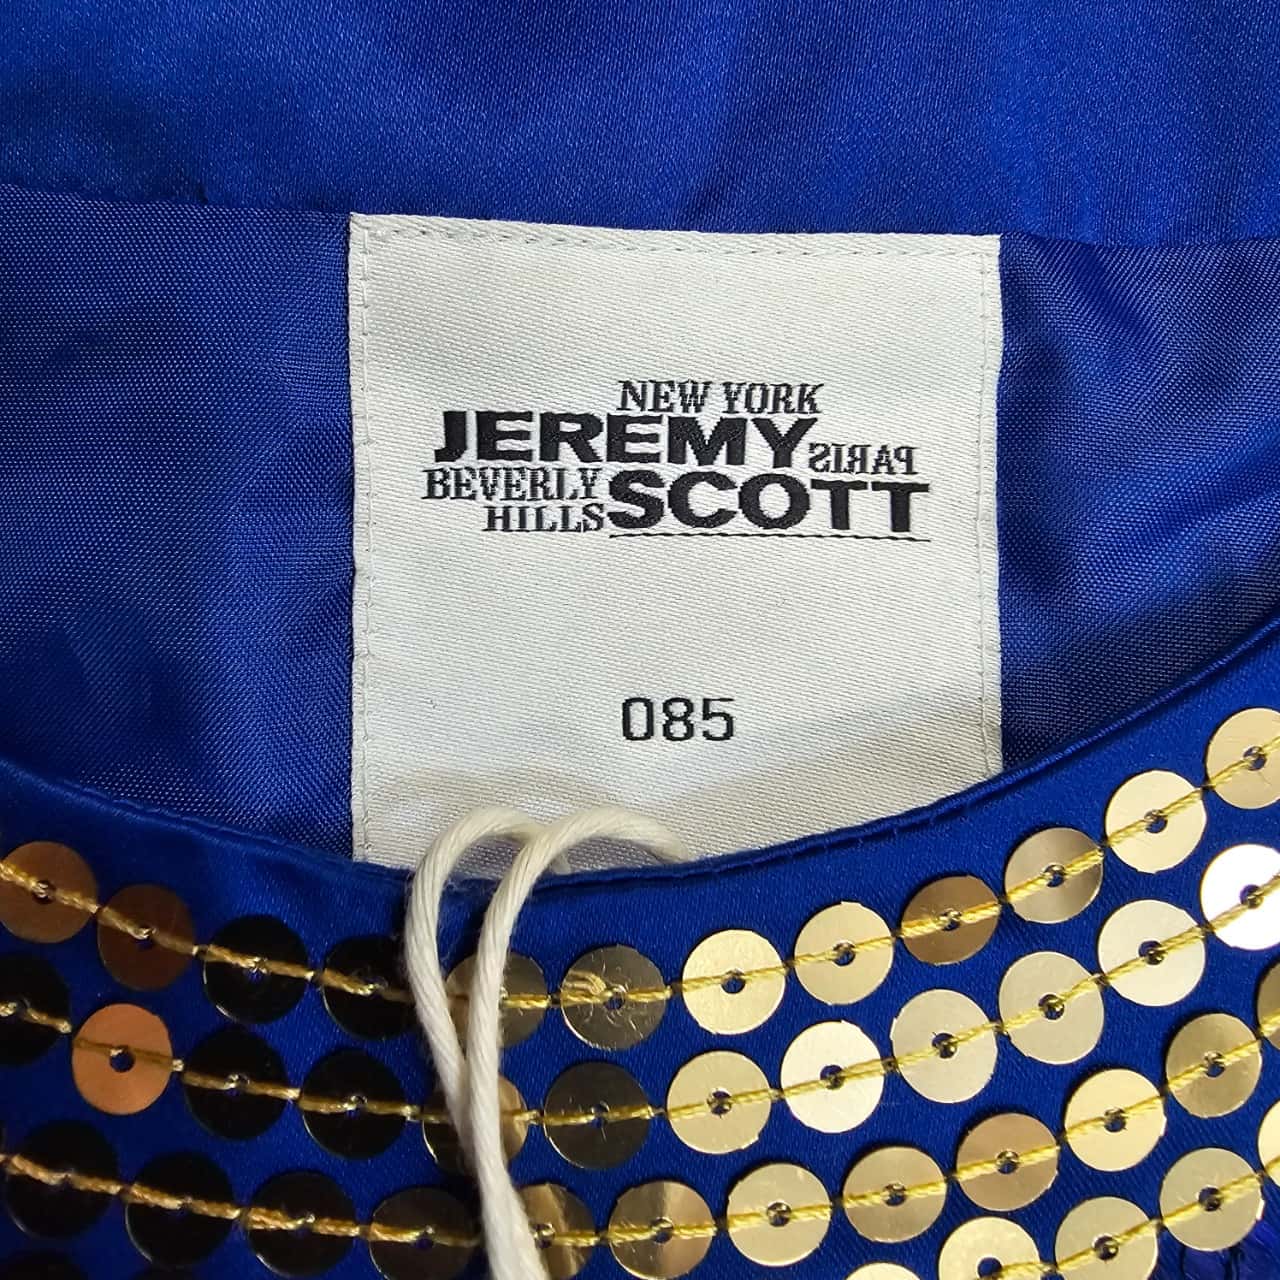 NEW YORK
JEREMY PARIS
BEVERLY HILLS SCOTT
085